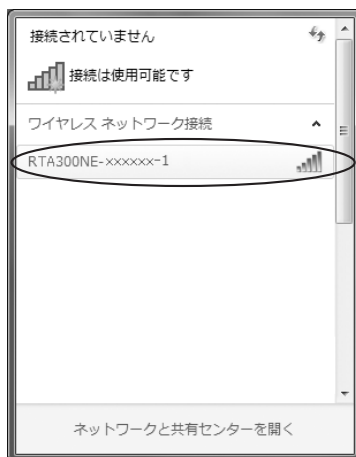 接続されていません
接続は使用可能です
ワイヤレス ネットワーク接続
RTA300NE-××××××-1
ネットワークと共有センターを開く